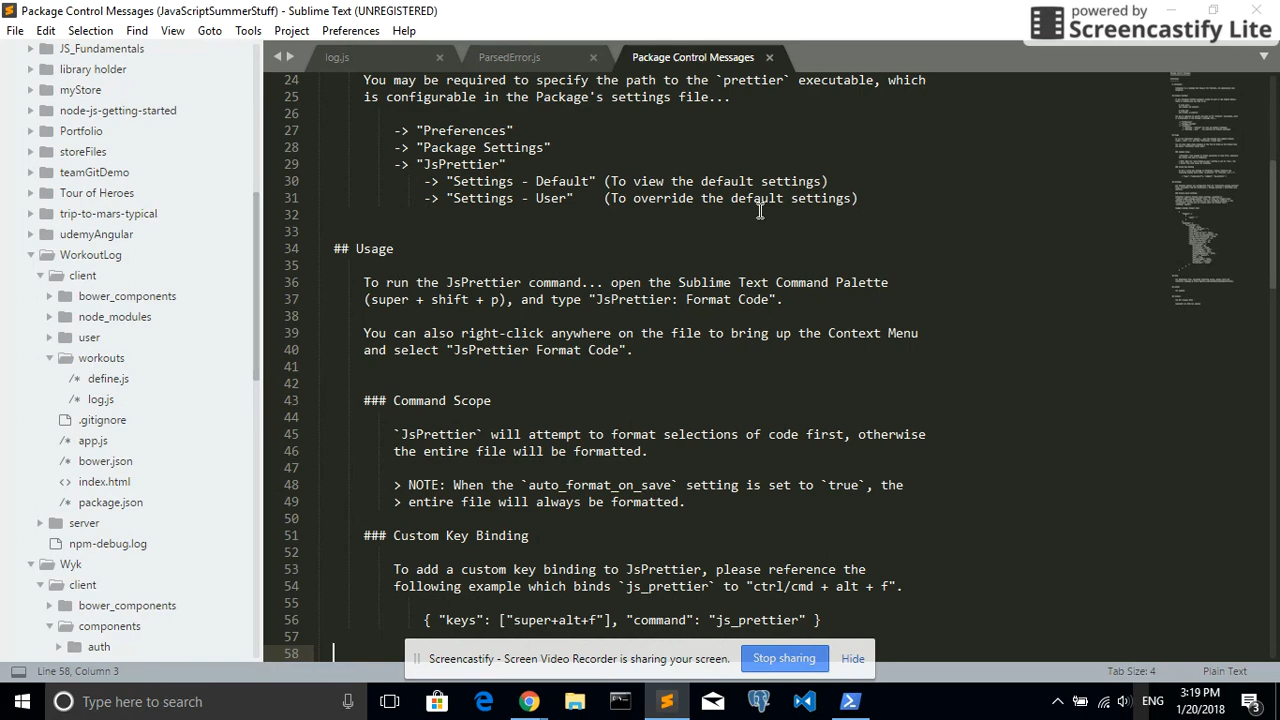 Package Control Messages (JavaScriptSummerStuff) - Sublime Text (UNREGISTERED)
powered by
Screencastify Lite
File Edit Selection Find View Goto Tools Project Preferences Help
JS_Fundamentals
library holder
myStore
node-js-getting-started
Portfolio
storeFiles
teamGitDemo
Tour of Heroes
trip-to-mars-typical
udemyAngular
WorkoutLog
client
bower_components
node_modules
user
workouts
/* define.js
/* log.js
.gitignore
/* app.js
/* bower.json
<> index.html
/* package.json
server
npm-debug.log
Wyk
client
bower_components
components
auth
log.js × ParsedError.js × Package Control Messages ×
24 You may be required to specify the path to the `prettier` executable, which
25 is configurable in the Package's settings file...
26
27 -> "Preferences"
28 -> "Package Settings"
29 -> "JsPrettier"
30 -> "Settings - Default" (To view the default settings)
31 -> "Settings - User" (To override the default settings)
32
33
34 ## Usage
35
36 To run the JsPrettier command... open the Sublime Text Command Palette
37 (super + shift + p), and type "JsPrettier: Format Code".
38
39 You can also right-click anywhere on the file to bring up the Context Menu
40 and select "JsPrettier Format Code".
41
42
43 ### Command Scope
44
45 `JsPrettier` will attempt to format selections of code first, otherwise
46 the entire file will be formatted.
47
48 > NOTE: When the `auto_format_on_save` setting is set to `true`, the
49 > entire file will always be formatted.
50
51 ### Custom Key Binding
52
53 To add a custom key binding to JsPrettier, please reference the
54 following example which binds `js_prettier` to "ctrl/cmd + alt + f".
55
56 { "keys": ["super+alt+f"], "command": "js_prettier" }
57
58
Screencastify - Screen Video Recorder is sharing your screen. Stop sharing Hide
Line 58, Column 3 Tab Size: 4 Plain Text
Type here to search
ENG
3:19 PM
1/20/2018
3